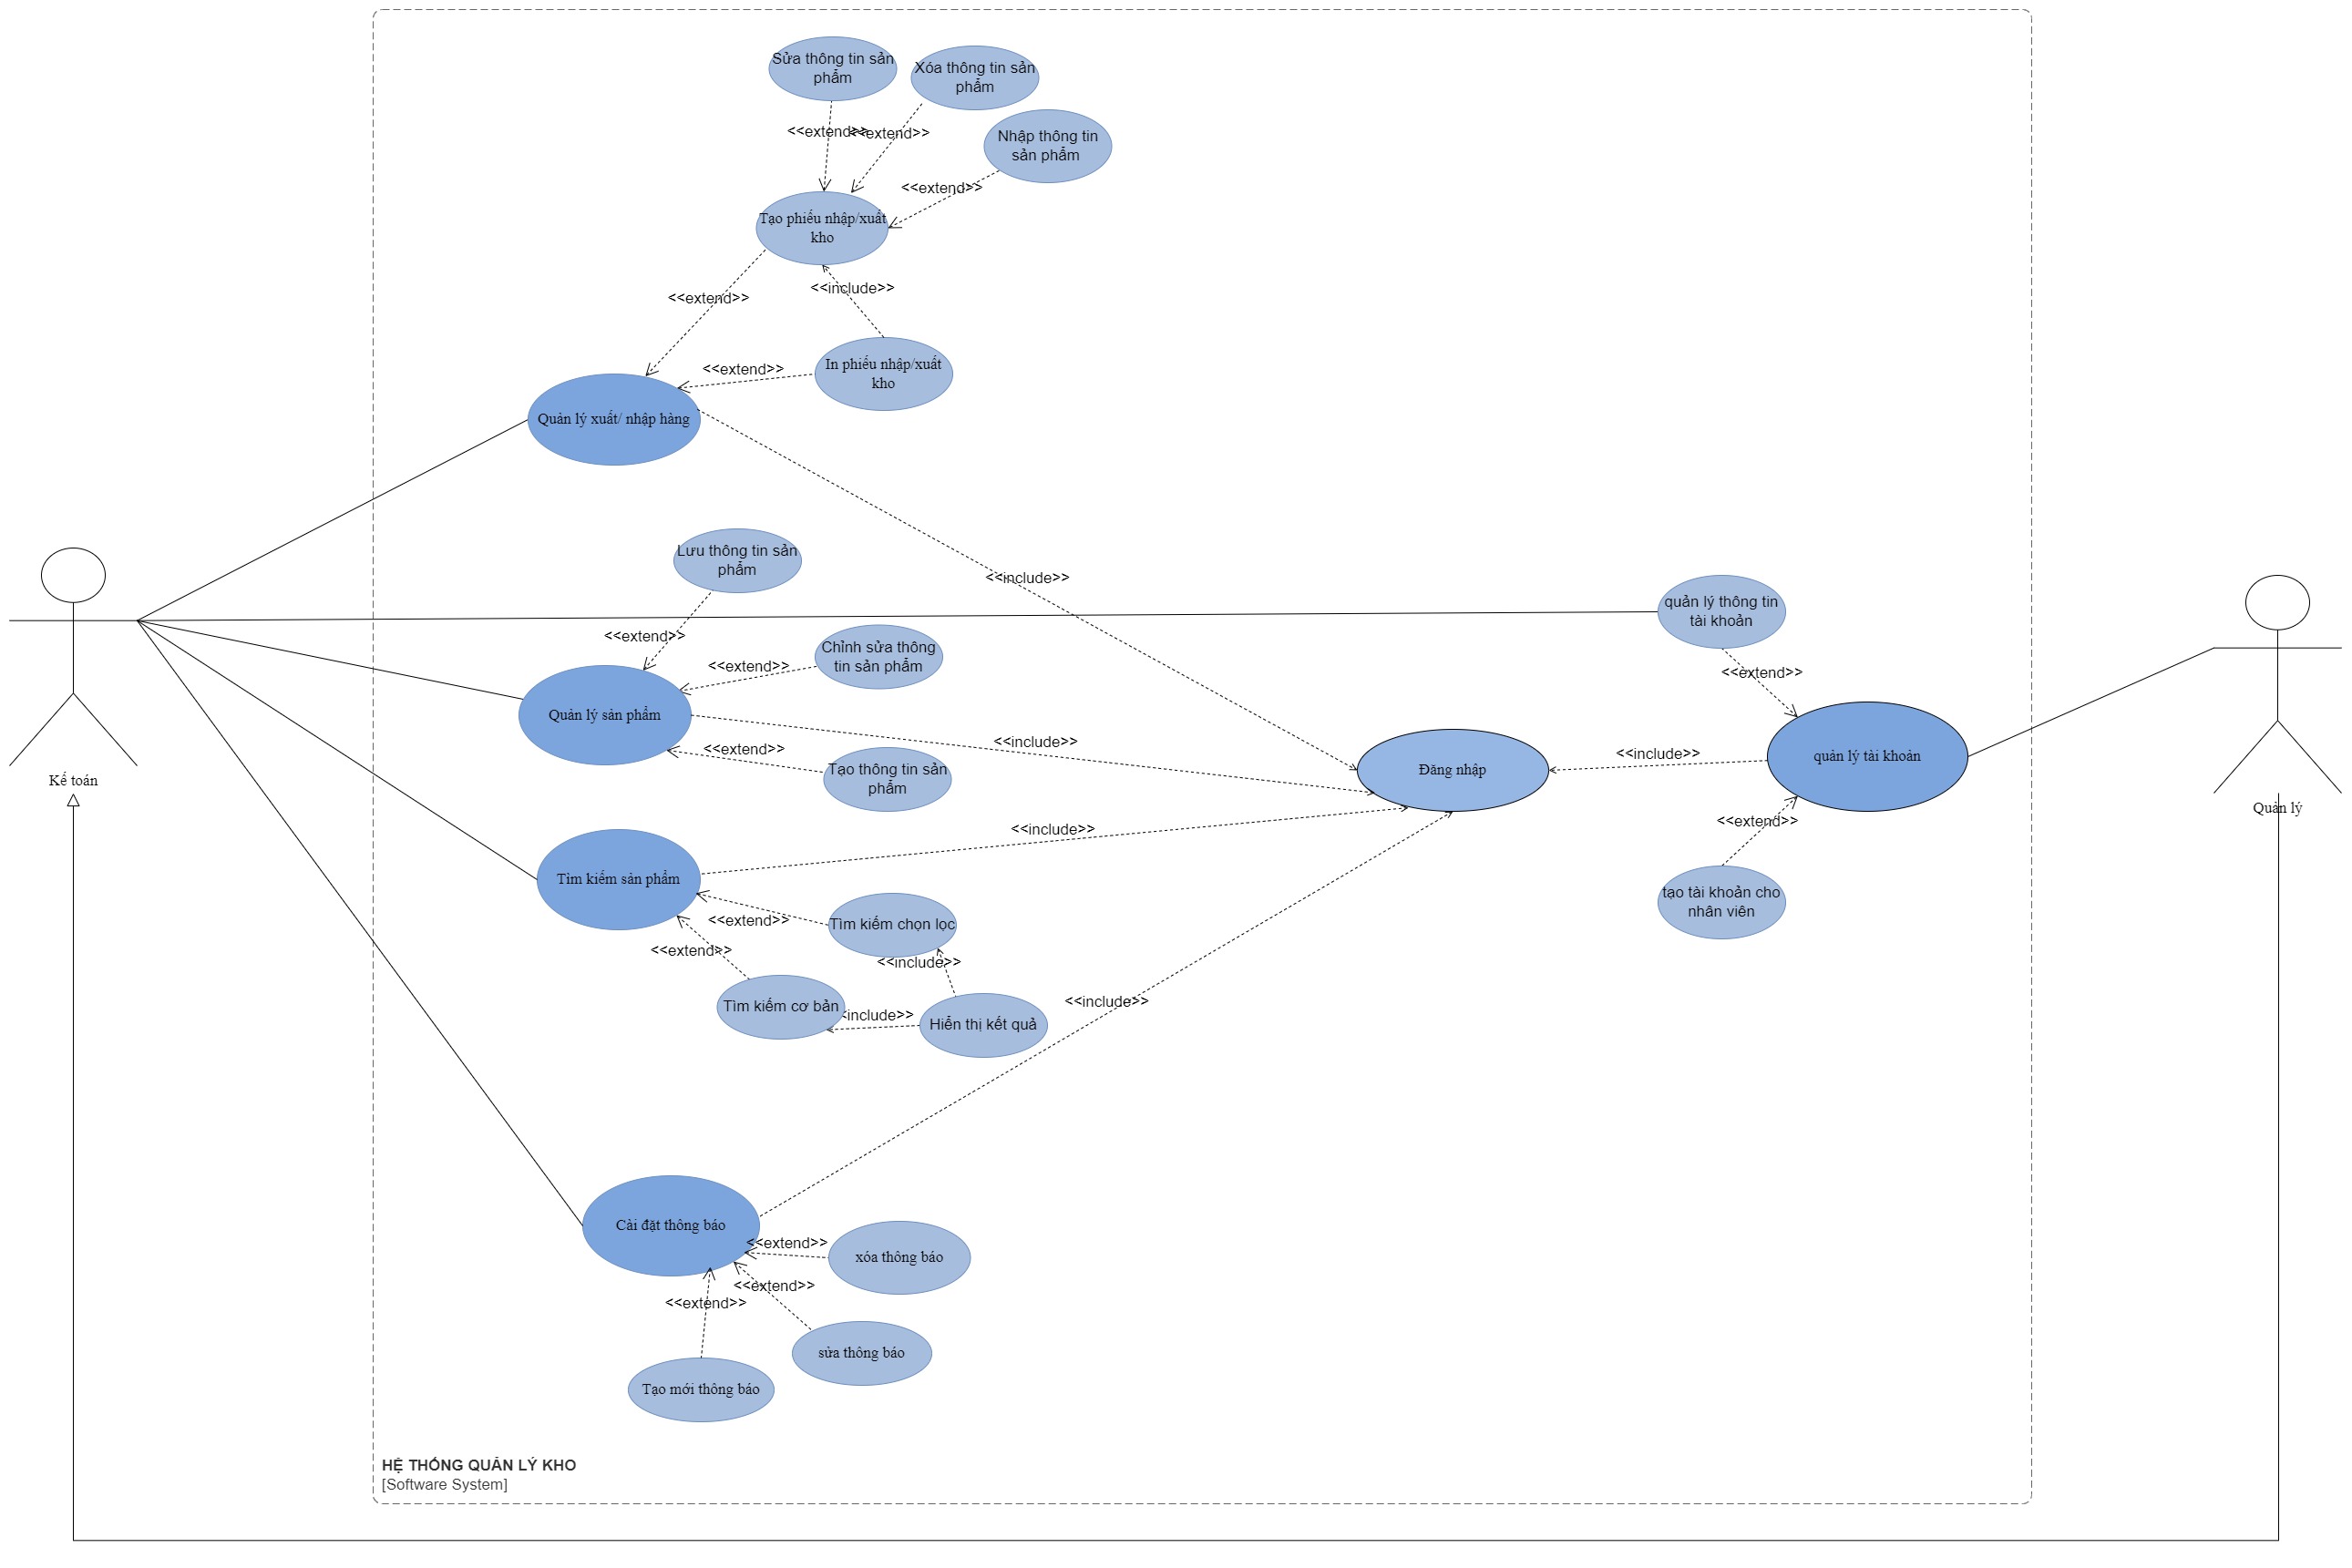 Sửa thông tin sản
phẩm
Xóa thông tin sản
phẩm
Nhập thông tin
sản phẩm
<<extend>>
<<extend>>
<<extend>>
Tạo phiếu nhập/xuất
kho
<<extend>>
<<include>>
In phiếu nhập/xuất
kho
<<extend>>
Quản lý xuất/ nhập hàng
Lưu thông tin sản
phẩm
<<include>>
<<extend>>
Chỉnh sửa thông
tin sản phẩm
<<extend>>
Quản lý sản phẩm
<<include>>
<<extend>>
Tạo thông tin sản
phẩm
quản lý thông tin
tài khoản
<<extend>>
Đăng nhập
<<include>>
quản lý tài khoản
<<extend>>
tạo tài khoản cho
nhân viên
Kế toán
Quản lý
<<include>>
Tìm kiếm sản phẩm
<<extend>>
Tìm kiếm chọn lọc
<<extend>>
<<include>>
Tìm kiếm cơ bản
<include>>
Hiển thị kết quả
<<include>>
Cài đặt thông báo
<<extend>>
xóa thông báo
<<extend>>
<<extend>>
sửa thông báo
Tạo mới thông báo
HỆ THỐNG QUẢN LÝ KHO
[Software System]